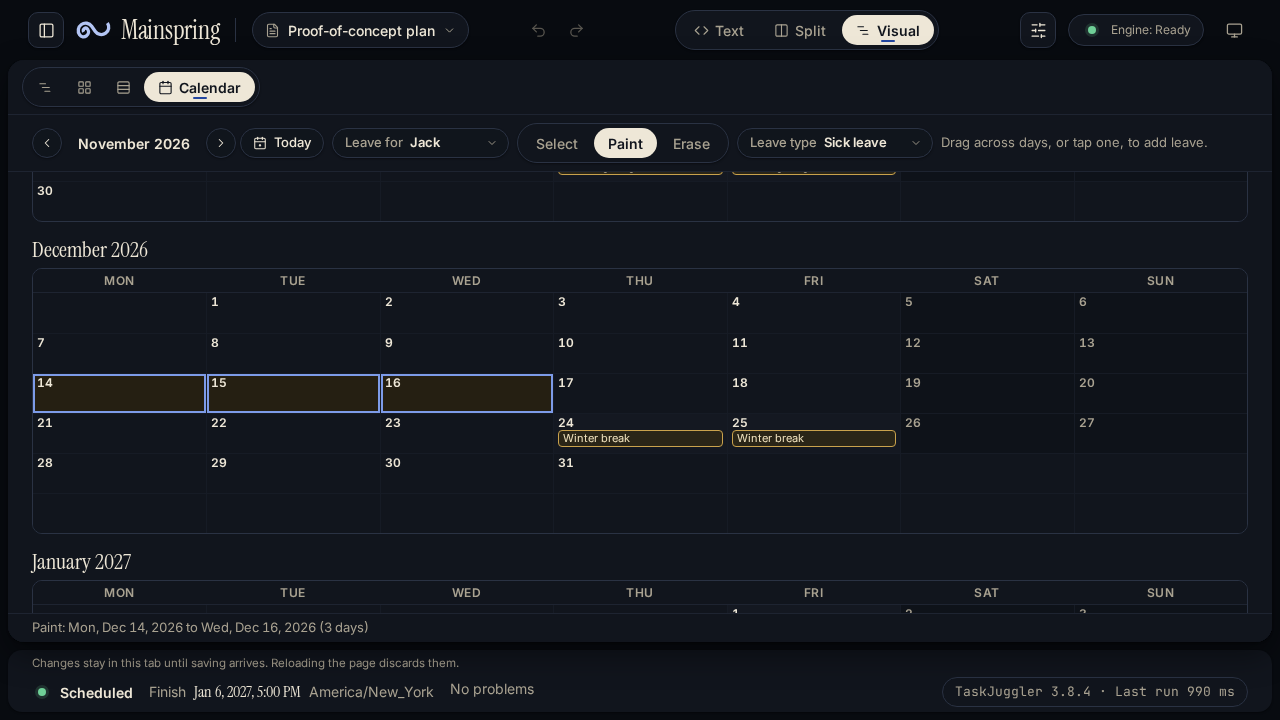 Mainspring
Proof-of-concept plan
Text Split Visual
Engine: Ready
Calendar
November 2026
Today
Leave for Jack
Select Paint Erase
Leave type Sick leave
Drag across days, or tap one, to add leave.
30
December 2026
MON TUE WED THU FRI SAT SUN
1 2 3 4 5 6
7 8 9 10 11 12 13
14 15 16 17 18 19 20
21 22 23 24 25 26 27
Winter break Winter break
28 29 30 31
January 2027
MON TUE WED THU FRI SAT SUN
1 2 3
Paint: Mon, Dec 14, 2026 to Wed, Dec 16, 2026 (3 days)
Changes stay in this tab until saving arrives. Reloading the page discards them.
Scheduled Finish Jan 6, 2027, 5:00 PM America/New_York No problems
TaskJuggler 3.8.4 · Last run 990 ms